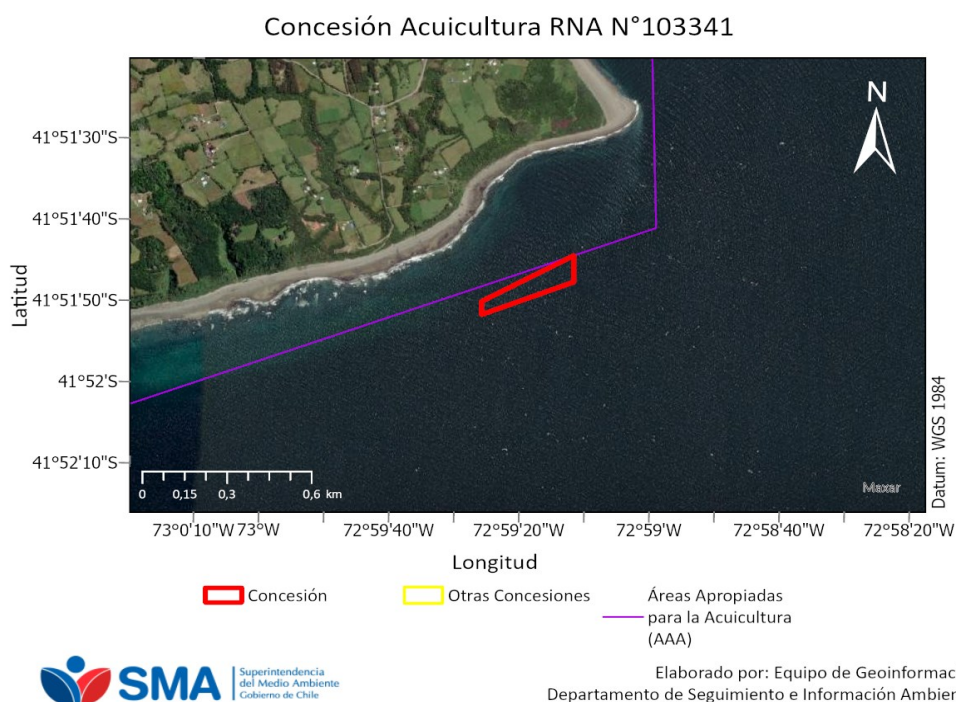 Concesión Acuicultura RNA N°103341
N
41°51'30"S
41°51'40"S
41°51'50"S
41°52'S
41°52'10"S
Latitud
0 0,15 0,3 0,6 km
Maxar
Datum: WGS 1984
73°0'10"W 73°W 72°59'40"W 72°59'20"W 72°59'W 72°58'40"W 72°58'20"W
Longitud
Concesión
Otras Concesiones
Áreas Apropiadas
para la Acuicultura
(AAA)
SMA
Superintendencia
del Medio Ambiente
Gobierno de Chile
Elaborado por: Equipo de Geoinformac
Departamento de Seguimiento e Información Ambier